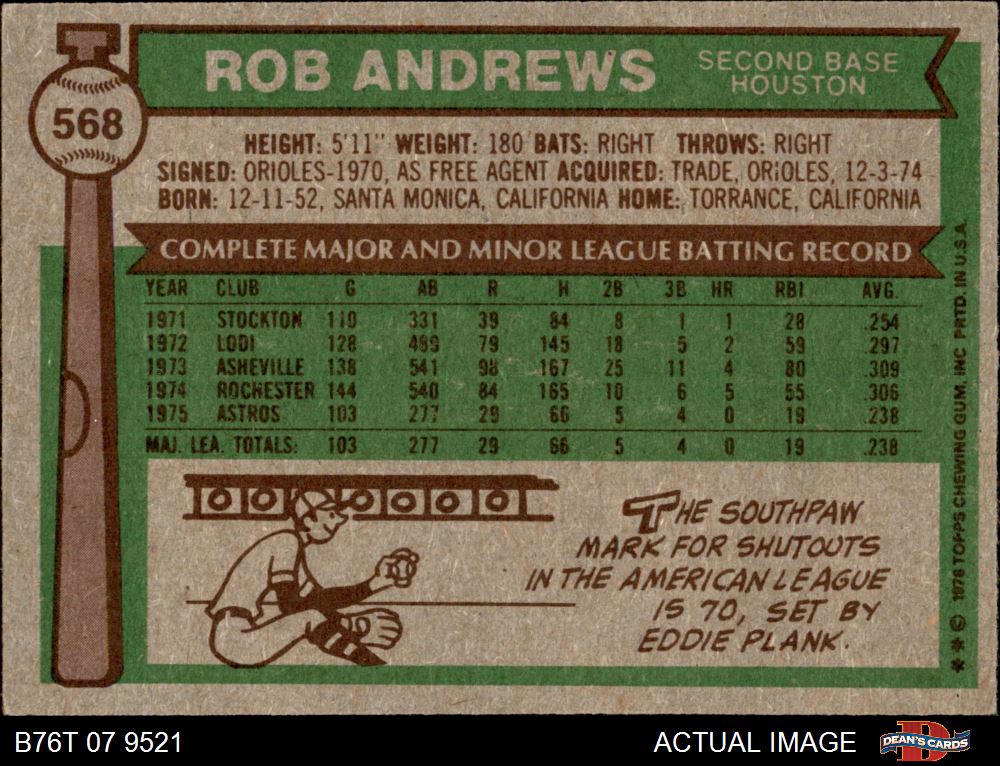 568
ROB ANDREWS
SECOND BASE
HOUSTON
HEIGHT: 5'11" WEIGHT: 180 BATS: RIGHT THROWS: RIGHT
SIGNED: ORIOLES-1970, AS FREE AGENT ACQUIRED: TRADE, ORIOLES, 12-3-74
BORN: 12-11-52, SANTA MONICA, CALIFORNIA HOME: TORRANCE, CALIFORNIA
COMPLETE MAJOR AND MINOR LEAGUE BATTING RECORD
YEAR CLUB G AB R H 2B 3B HR RBI AVG.
1971 STOCKTON 110 331 39 84 8 1 1 28 .254
1972 LODI 128 489 79 145 18 5 2 59 .297
1973 ASHEVILLE 138 541 98 167 25 11 4 80 .309
1974 ROCHESTER 144 540 84 165 10 6 5 55 .306
1975 ASTROS 103 277 29 66 5 4 0 19 .238
MAJ. LEA. TOTALS: 103 277 29 66 5 4 0 19 .238
0 0 0 0 0 0 0
THE SOUTHPAW
MARK FOR SHUTOUTS
IN THE AMERICAN LEAGUE
IS 70, SET BY
EDDIE PLANK.
** © 1976 TOPPS CHEWING GUM, INC PRTD. IN U.S.A.
B76T 07 9521
ACTUAL IMAGE
D
DEAN'S CARDS